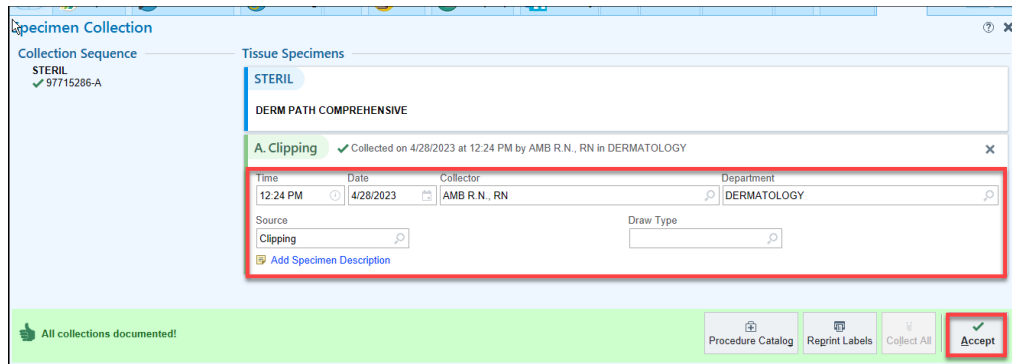 Specimen Collection
Collection Sequence
STERIL
97715286-A
Tissue Specimens
STERIL
DERM PATH COMPREHENSIVE
A. Clipping Collected on 4/28/2023 at 12:24 PM by AMB R.N., RN in DERMATOLOGY
Time Date Collector Department
12:24 PM 4/28/2023 AMB R.N., RN DERMATOLOGY
Source Draw Type
Clipping
Add Specimen Description
All collections documented!
Procedure Catalog Reprint Labels Collect All Accept